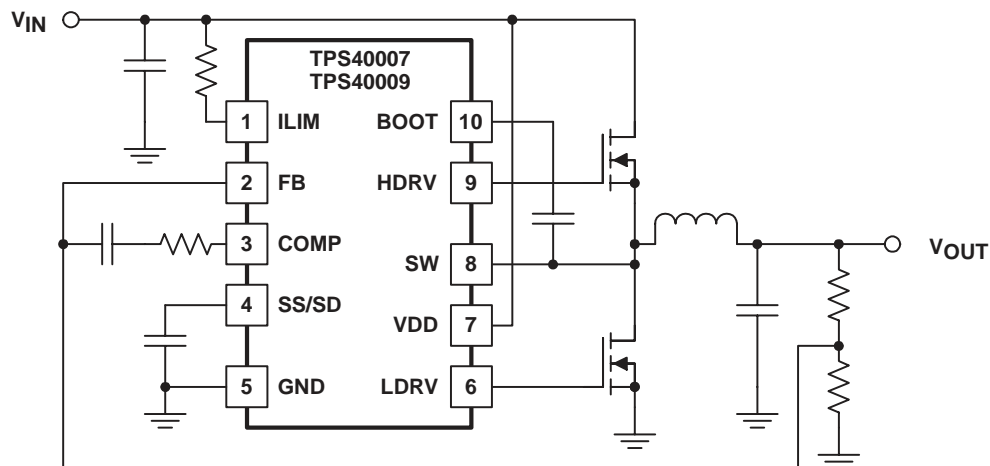 VIN
TPS40007
TPS40009
1 ILIM BOOT 10
2 FB HDRV 9
3 COMP
SW 8
VOUT
4 SS/SD
VDD 7
5 GND LDRV 6